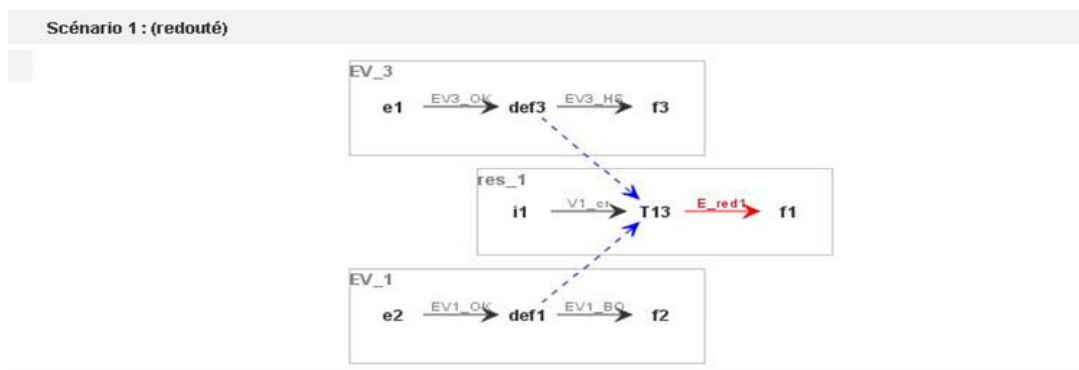 Scénario 1 : (redouté)
EV_3
e1 EV3_OK def3 EV3_HS f3
res_1
i1 V1_cr T13 E_red1 f1
EV_1
e2 EV1_OK def1 EV1_BO f2